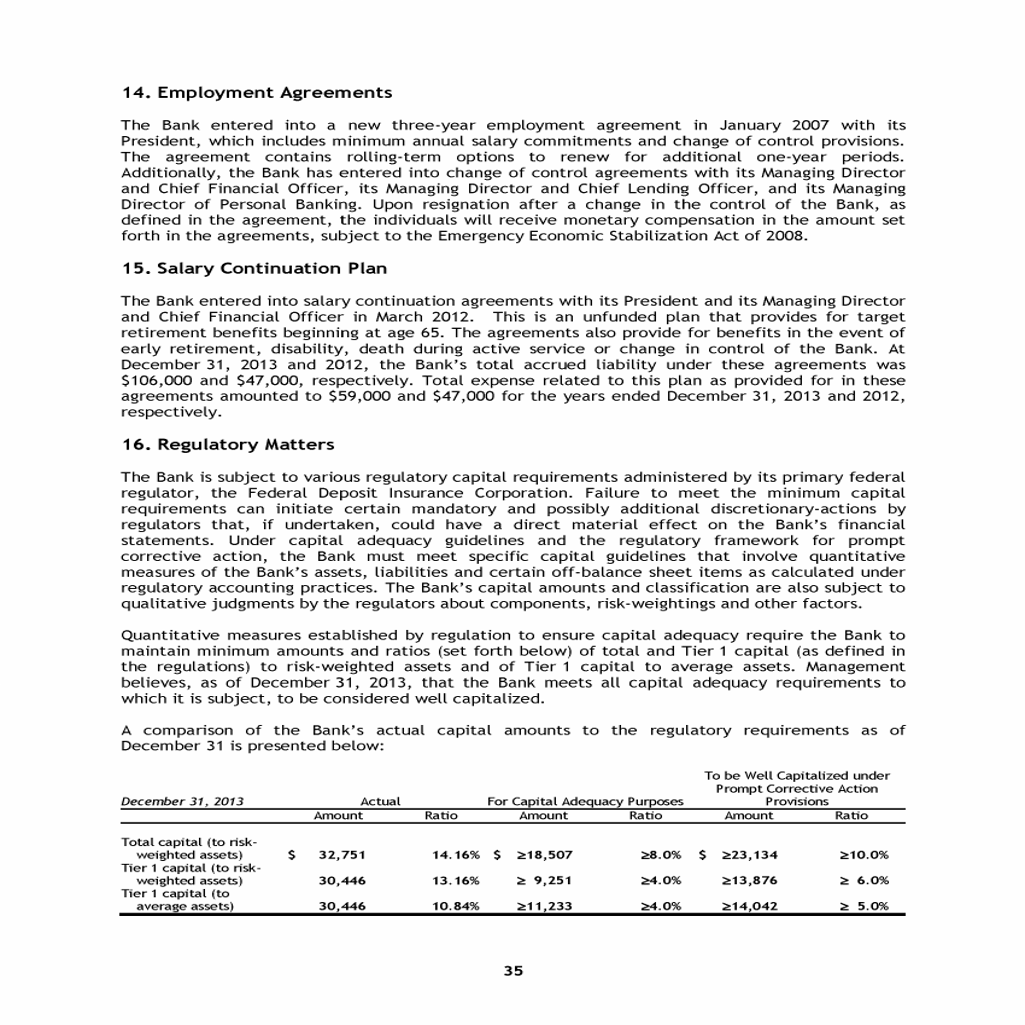 14. Employment Agreements
The Bank entered into a new three-year employment agreement in January 2007 with its
President, which includes minimum annual salary commitments and change of control provisions.
The agreement contains rolling-term options to renew for additional one-year periods.
Additionally, the Bank has entered into change of control agreements with its Managing Director
and Chief Financial Officer, its Managing Director and Chief Lending Officer, and its Managing
Director of Personal Banking. Upon resignation after a change in the control of the Bank, as
defined in the agreement, the individuals will receive monetary compensation in the amount set
forth in the agreements, subject to the Emergency Economic Stabilization Act of 2008.
15. Salary Continuation Plan
The Bank entered into salary continuation agreements with its President and its Managing Director
and Chief Financial Officer in March 2012. This is an unfunded plan that provides for target
retirement benefits beginning at age 65. The agreements also provide for benefits in the event of
early retirement, disability, death during active service or change in control of the Bank. At
December 31, 2013 and 2012, the Bank's total accrued liability under these agreements was
$106,000 and $47,000, respectively. Total expense related to this plan as provided for in these
agreements amounted to $59,000 and $47,000 for the years ended December 31, 2013 and 2012,
respectively.
16. Regulatory Matters
The Bank is subject to various regulatory capital requirements administered by its primary federal
regulator, the Federal Deposit Insurance Corporation. Failure to meet the minimum capital
requirements can initiate certain mandatory and possibly additional discretionary-actions by
regulators that, if undertaken, could have a direct material effect on the Bank's financial
statements. Under capital adequacy guidelines and the regulatory framework for prompt
corrective action, the Bank must meet specific capital guidelines that involve quantitative
measures of the Bank's assets, liabilities and certain off-balance sheet items as calculated under
regulatory accounting practices. The Bank's capital amounts and classification are also subject to
qualitative judgments by the regulators about components, risk-weightings and other factors.
Quantitative measures established by regulation to ensure capital adequacy require the Bank to
maintain minimum amounts and ratios (set forth below) of total and Tier 1 capital (as defined in
the regulations) to risk-weighted assets and of Tier 1 capital to average assets. Management
believes, as of December 31, 2013, that the Bank meets all capital adequacy requirements to
which it is subject, to be considered well capitalized.
A comparison of the Bank's actual capital amounts to the regulatory requirements as of
December 31 is presented below:
To be Well Capitalized under
Prompt Corrective Action
December 31, 2013 Actual For Capital Adequacy Purposes Provisions
Amount Ratio Amount Ratio Amount Ratio
Total capital (to risk-
weighted assets) $ 32,751 14.16% $ ≥18,507 ≥8.0% $ ≥23,134 ≥10.0%
Tier 1 capital (to risk-
weighted assets) 30,446 13.16% ≥ 9,251 ≥4.0% ≥13,876 ≥ 6.0%
Tier 1 capital (to
average assets) 30,446 10.84% ≥11,233 ≥4.0% ≥14,042 ≥ 5.0%
35